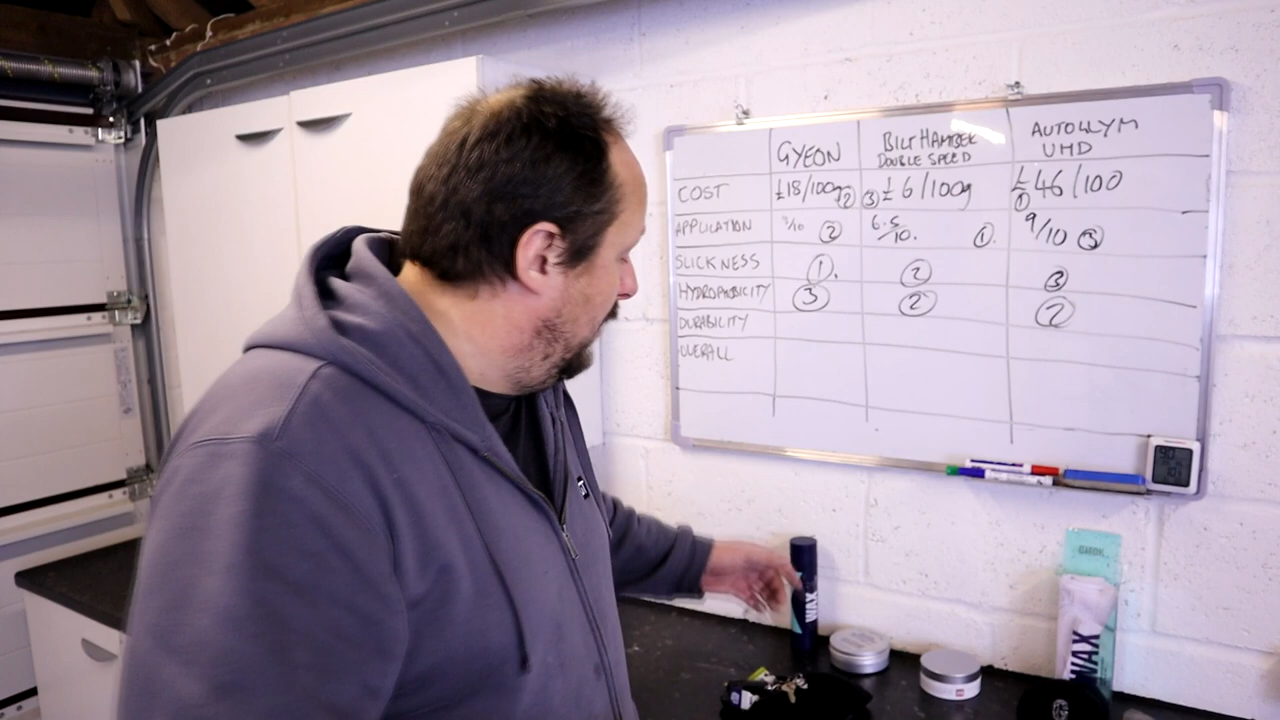 GYEON BILT HAMBER AUTOGLYM
DOUBLE SPEED UHD
COST £18/100g ② ③ £6/100g ① £46/100
APPLICATION ② 6.5/10. ① 9/10 ③
SLICKNESS ①. ② ③
HYDROPHOBICITY ③ ② ②
DURABILITY
OVERALL
WAX
GYEON
WAX